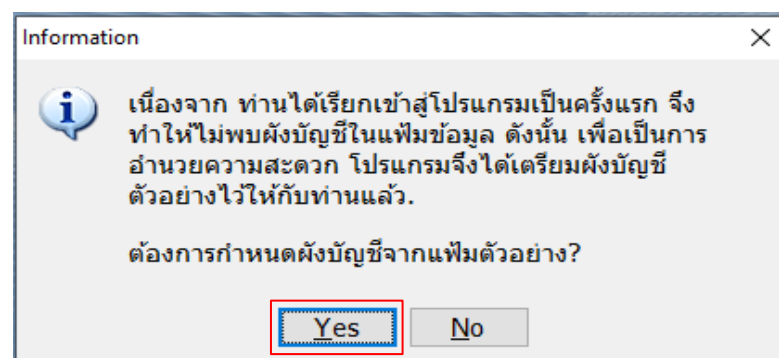 Information
เนื่องจาก ท่านได้เรียกเข้าสู่โปรแกรมเป็นครั้งแรก จึง
ทำให้ไม่พบผังบัญชีในแฟ้มข้อมูล ดังนั้น เพื่อเป็นการ
อำนวยความสะดวก โปรแกรมจึงได้เตรียมผังบัญชี
ตัวอย่างไว้ให้กับท่านแล้ว.
ต้องการกำหนดผังบัญชีจากแฟ้มตัวอย่าง?
Yes No